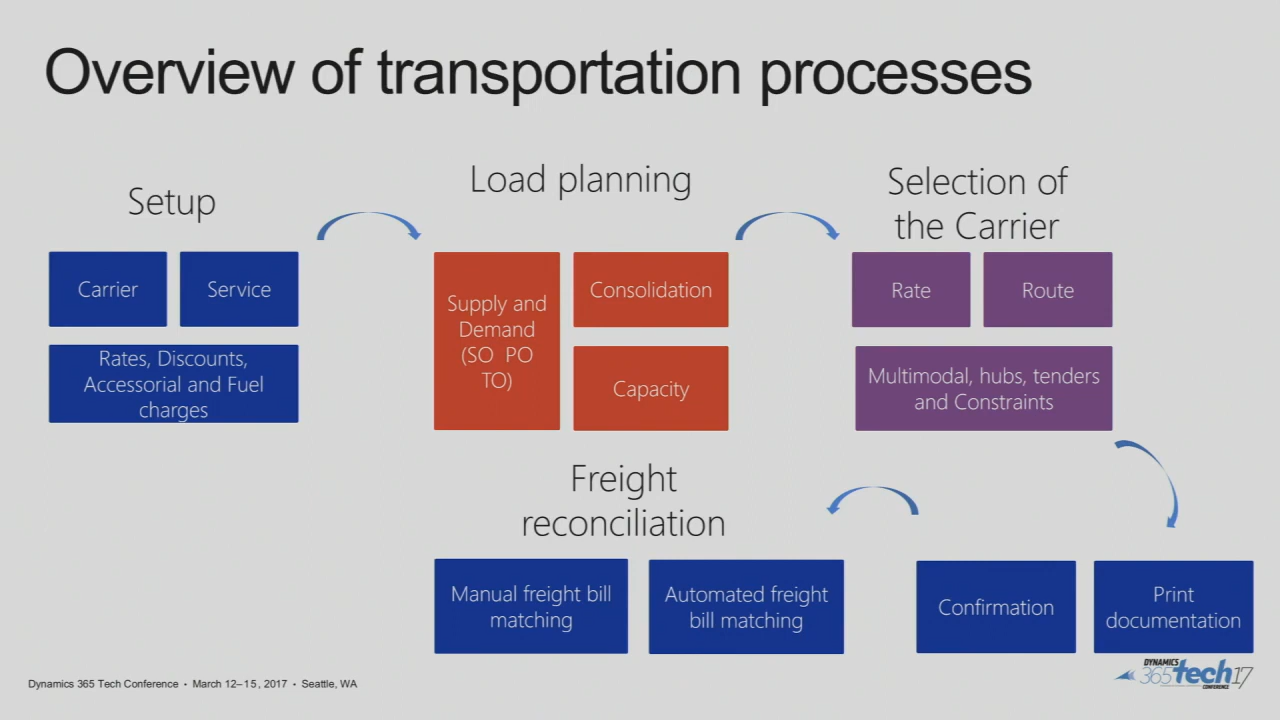 Overview of transportation processes
Setup
Carrier
Service
Rates, Discounts,
Accessorial and Fuel
charges
Load planning
Supply and
Demand
(SO PO
TO)
Consolidation
Capacity
Selection of
the Carrier
Rate
Route
Multimodal, hubs, tenders
and Constraints
Print
documentation
Confirmation
Freight
reconciliation
Manual freight bill
matching
Automated freight
bill matching
Dynamics 365 Tech Conference • March 12–15, 2017 • Seattle, WA
DYNAMICS
365 tech 17
CONFERENCE